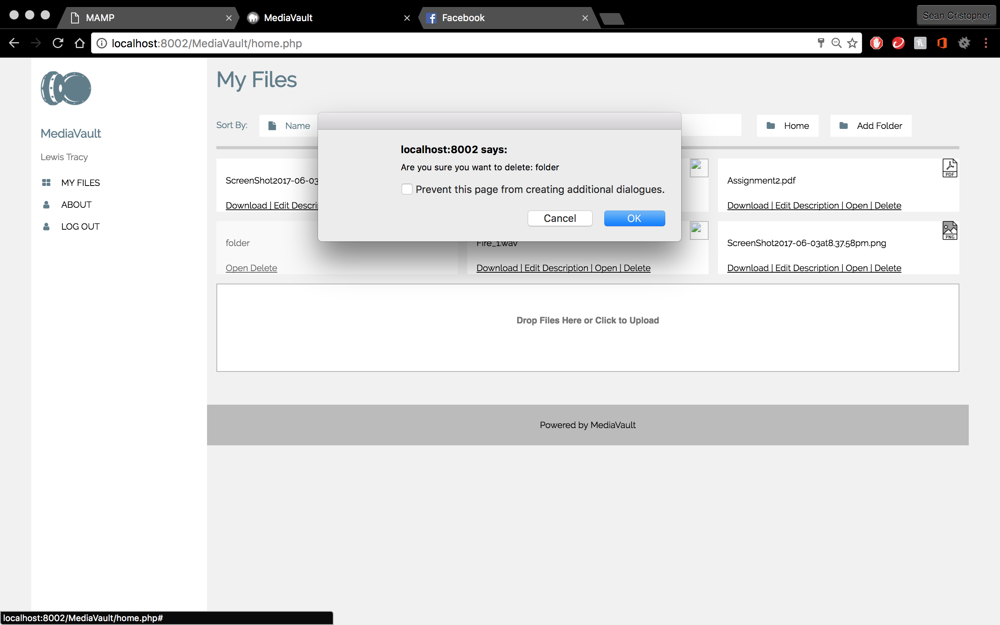 MAMP
MediaVault
Facebook
Sean Cristopher
localhost:8002/MediaVault/home.php
My Files
Sort By:
Name
Home
Add Folder
MediaVault
Lewis Tracy
MY FILES
ABOUT
LOG OUT
localhost:8002 says:
Are you sure you want to delete: folder
Prevent this page from creating additional dialogues.
Cancel
OK
ScreenShot2017-06-03
Download | Edit Descri
PDF
Assignment2.pdf
Download | Edit Description | Open | Delete
folder
Open Delete
Fire_1.wav
Download | Edit Description | Open | Delete
PNG
ScreenShot2017-06-03at8.37.58pm.png
Download | Edit Description | Open | Delete
Drop Files Here or Click to Upload
Powered by MediaVault
localhost:8002/MediaVault/home.php#